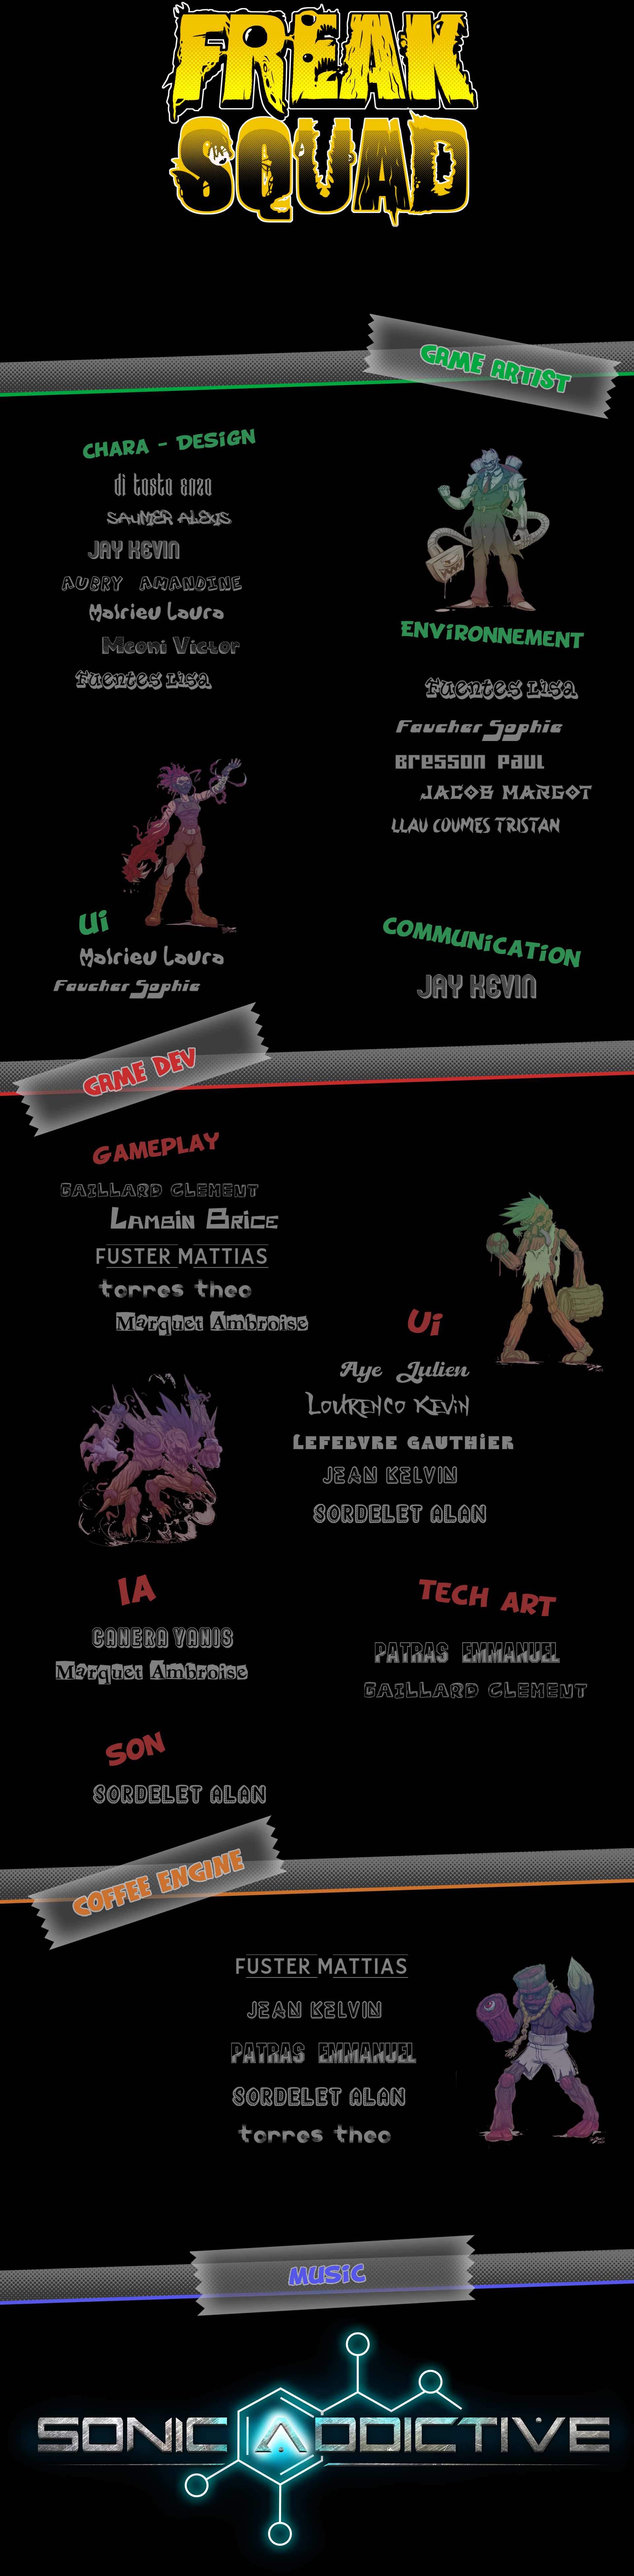 FREAK
SQUAD
GAME ARTIST
CHARA - DESIGN
di tosto enzo
SAUNIER ALEXIS
JAY KEVIN
AUBRY AMANDINE
Malrieu Laura
Meoni Victor
Fuentes Lisa
ENViRONNEMENT
Fuentes Lisa
Faucher Sophie
Bresson Paul
JACOB MARGOT
LLAU COUMES TRISTAN
Ui
Malrieu Laura
Faucher Sophie
COMMUNiCATiON
JAY KEVIN
GAME DEV
GAMEPLAY
GAILLARD CLEMENT
Lambin Brice
FUSTER MATTIAS
torres theo
Marquet Ambroise
Ui
Aye Julien
LOURENCO KEViN
LEFEBVRE GAUTHiER
JEAN KELVIN
SORDELET ALAN
IA
CANERA YANIS
Marquet Ambroise
TECH ART
PATRAS EMMANUEL
GAILLARD CLEMENT
SON
SORDELET ALAN
COFFEE ENGINE
FUSTER MATTIAS
JEAN KELVIN
PATRAS EMMANUEL
SORDELET ALAN
torres theo
MUSIC
SONIC ADDICTIVE